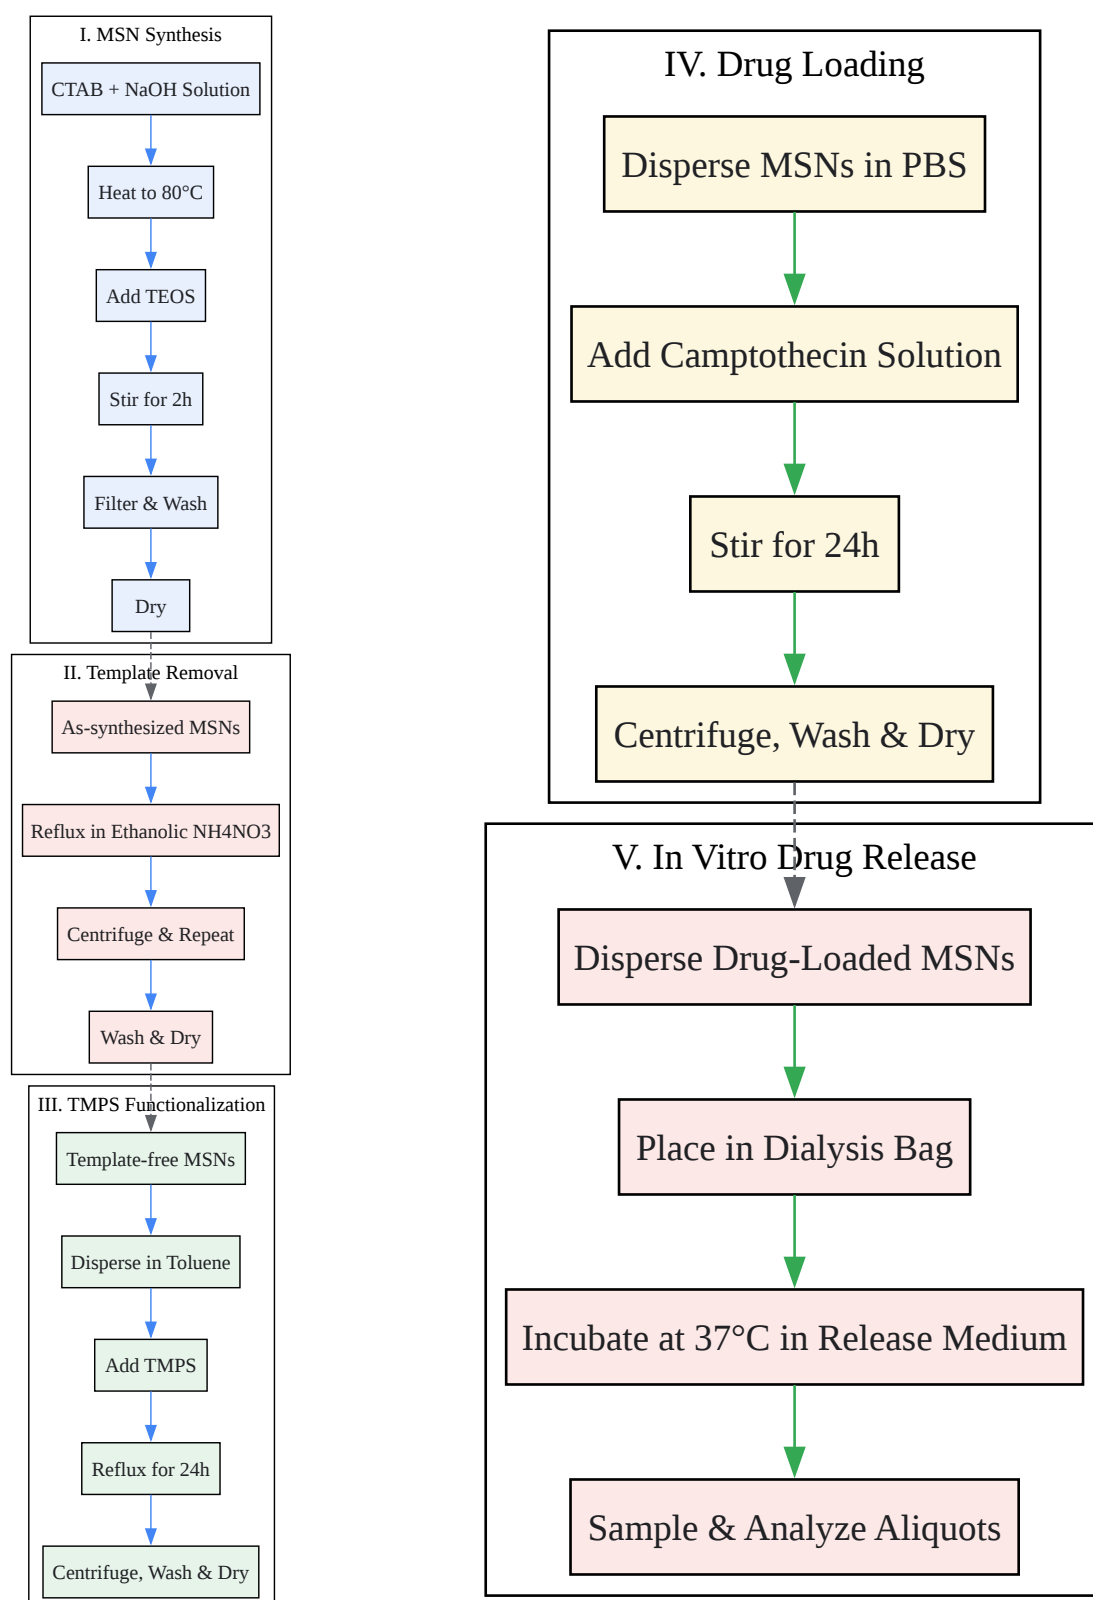 I. MSN Synthesis
CTAB + NaOH Solution
Heat to 80°C
Add TEOS
Stir for 2h
Filter & Wash
Dry
II. Template Removal
As-synthesized MSNs
Reflux in Ethanolic NH4NO3
Centrifuge & Repeat
Wash & Dry
III. TMPS Functionalization
Template-free MSNs
Disperse in Toluene
Add TMPS
Reflux for 24h
Centrifuge, Wash & Dry
IV. Drug Loading
Disperse MSNs in PBS
Add Camptothecin Solution
Stir for 24h
Centrifuge, Wash & Dry
V. In Vitro Drug Release
Disperse Drug-Loaded MSNs
Place in Dialysis Bag
Incubate at 37°C in Release Medium
Sample & Analyze Aliquots